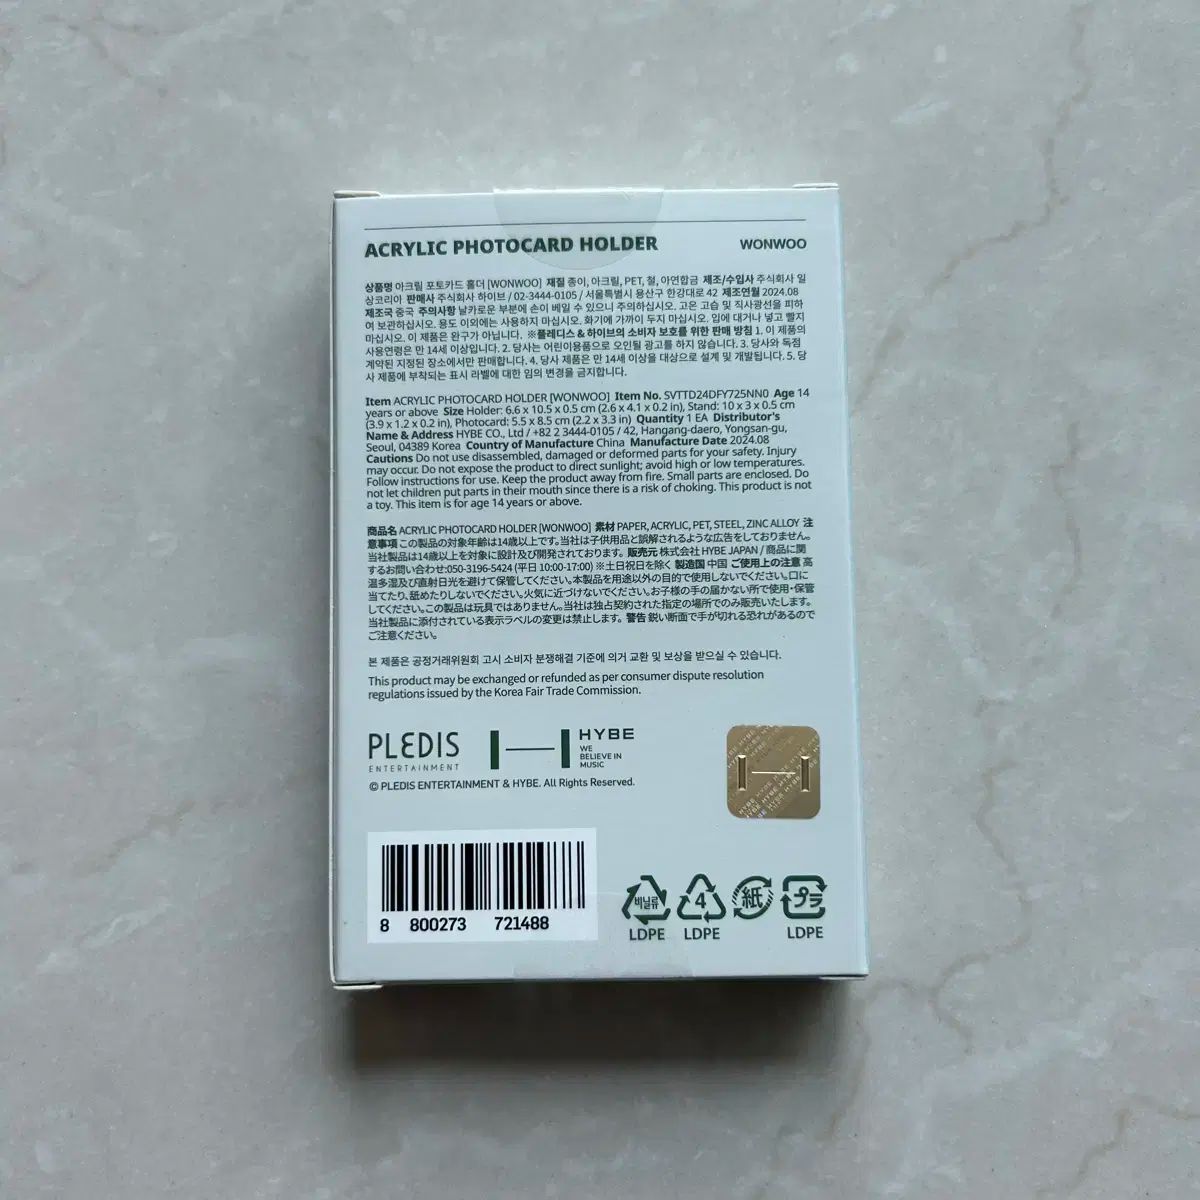 ACRYLIC PHOTOCARD HOLDER WONWOO
상품명 아크릴 포토카드 홀더 [WONWOO] 재질 종이, 아크릴, PET, 철, 아연합금 제조/수입사 주식회사 일
상코리아 판매사 주식회사 하이브 / 02-3444-0105 / 서울특별시 용산구 한강대로 42 제조연월 2024.08
제조국 중국 주의사항 날카로운 부분에 손이 베일 수 있으니 주의하십시오. 고온 고습 및 직사광선을 피하
여 보관하십시오. 용도 이외에는 사용하지 마십시오. 화기에 가까이 두지 마십시오. 입에 대거나 넣고 빨지
마십시오. 이 제품은 완구가 아닙니다. ※플레디스 & 하이브의 소비자 보호를 위한 판매 방침 1. 이 제품의
사용연령은 만 14세 이상입니다. 2. 당사는 어린이용품으로 오인될 광고를 하지 않습니다. 3. 당사와 독점
계약된 지정된 장소에서만 판매합니다. 4. 당사 제품은 만 14세 이상을 대상으로 설계 및 개발됩니다. 5. 당
사 제품에 부착되는 표시 라벨에 대한 임의 변경을 금지합니다.
Item ACRYLIC PHOTOCARD HOLDER [WONWOO] Item No. SVTTD24DFY725NN0 Age 14
years or above Size Holder: 6.6 x 10.5 x 0.5 cm (2.6 x 4.1 x 0.2 in), Stand: 10 x 3 x 0.5 cm
(3.9 x 1.2 x 0.2 in), Photocard: 5.5 x 8.5 cm (2.2 x 3.3 in) Quantity 1 EA Distributor's
Name & Address HYBE CO., Ltd / +82 2 3444-0105 / 42, Hangang-daero, Yongsan-gu,
Seoul, 04389 Korea Country of Manufacture China Manufacture Date 2024.08
Cautions Do not use disassembled, damaged or deformed parts for your safety. Injury
may occur. Do not expose the product to direct sunlight; avoid high or low temperatures.
Follow instructions for use. Keep the product away from fire. Small parts are enclosed. Do
not let children put parts in their mouth since there is a risk of choking. This product is not
a toy. This item is for age 14 years or above.
商品名 ACRYLIC PHOTOCARD HOLDER [WONWOO] 素材 PAPER, ACRYLIC, PET, STEEL, ZINC ALLOY 注
意事項 この製品の対象年齢は14歳以上です。当社は子供用品と誤解されるような広告をしておりません。
当社製品は14歳以上を対象に設計及び開発されております。 販売元 株式会社 HYBE JAPAN / 商品に関
するお問い合わせ:050-3196-5424 (平日 10:00-17:00) ※土日祝日を除く 製造国 中国 ご使用上の注意 高
温多湿及び直射日光を避けて保管してください。本製品を用途以外の目的で使用しないでください。口に
当てたり、舐めたりしないでください。火気に近づけないでください。お子様の手の届かない所で使用・保管
してください。この製品は玩具ではありません。当社は独占契約された指定の場所でのみ販売いたします。
当社製品に添付されている表示ラベルの変更は禁止します。 警告 鋭い断面で手が切れる恐れがあるので
ご注意ください。
본 제품은 공정거래위원회 고시 소비자 분쟁해결 기준에 의거 교환 및 보상을 받으실 수 있습니다.
This product may be exchanged or refunded as per consumer dispute resolution
regulations issued by the Korea Fair Trade Commission.
PLEDIS
ENTERTAINMENT
HYBE
WE
BELIEVE IN
MUSIC
© PLEDIS ENTERTAINMENT & HYBE. All Rights Reserved.
HYBE HYBE HYBE
8 800273 721488
비닐류 4 紙 プラ
LDPE LDPE LDPE